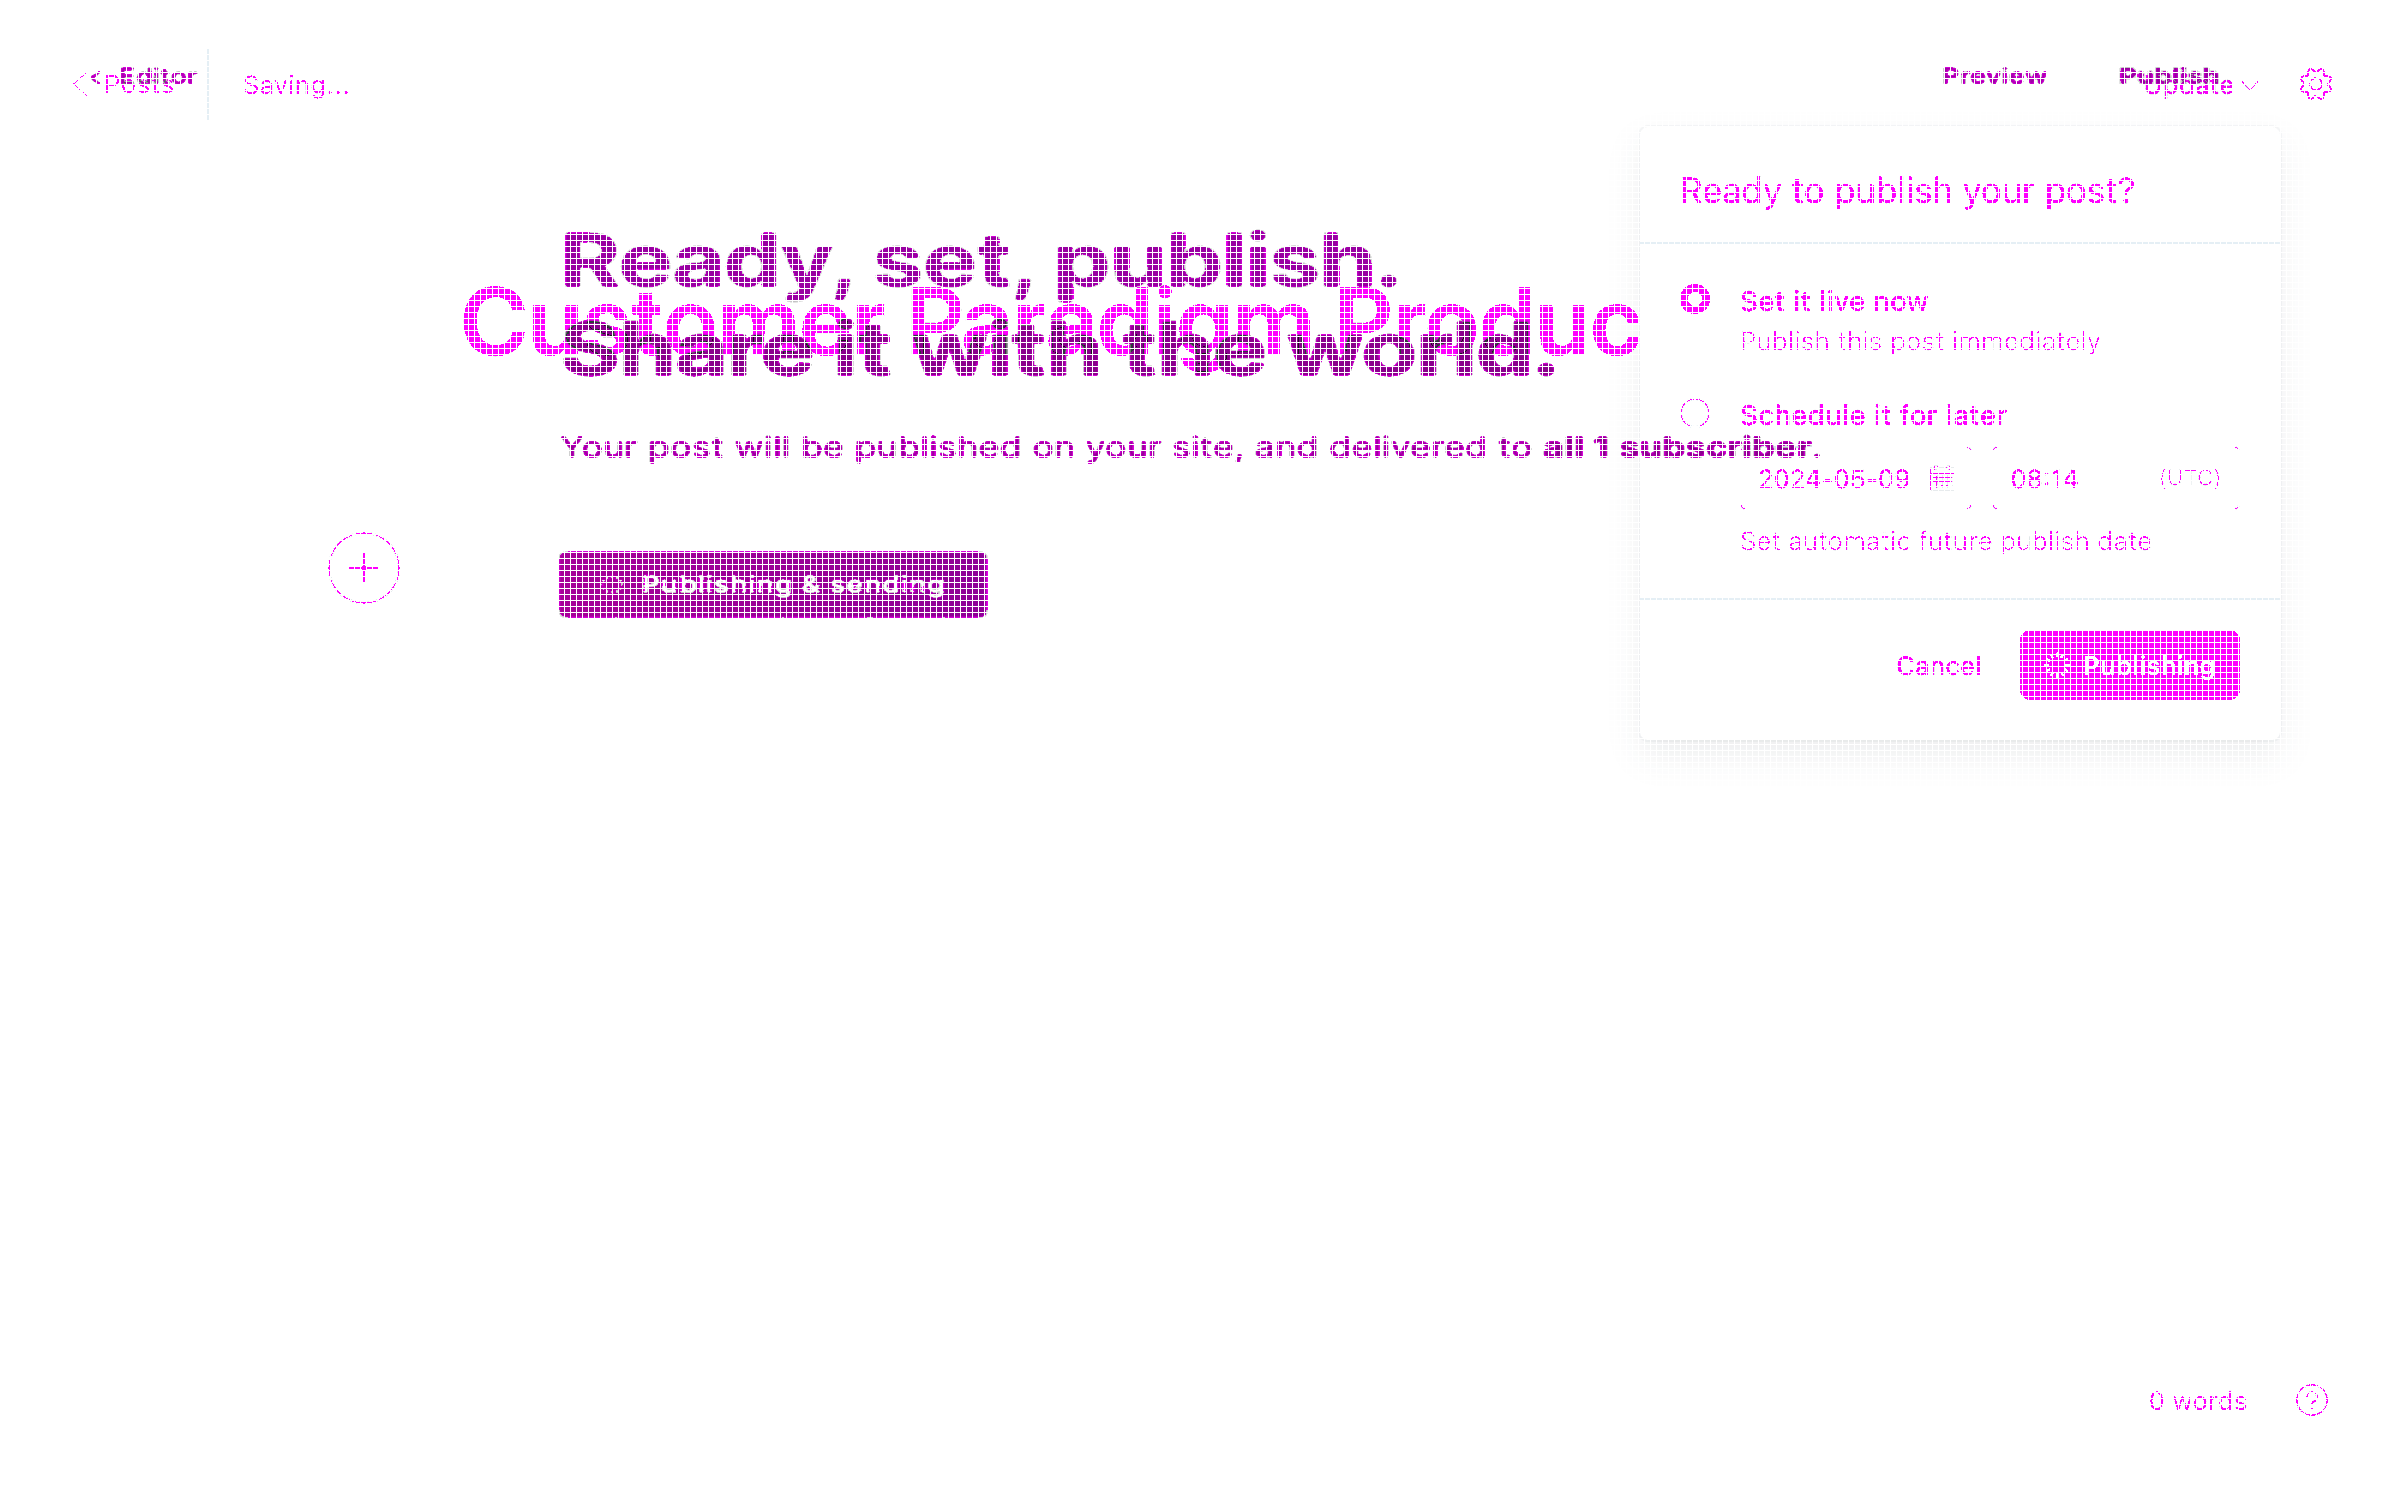 < Editor
Posts
Saving...
Preview
Publish
Update
Ready to publish your post?
Ready, set, publish.
Customer Paradigm Produc
Share it with the world.
Set it live now
Publish this post immediately
Schedule it for later
Your post will be published on your site, and delivered to all 1 subscriber.
2024-05-09
08:14
(UTC)
Set automatic future publish date
Publishing & sending
Cancel
Publishing
0 words
?